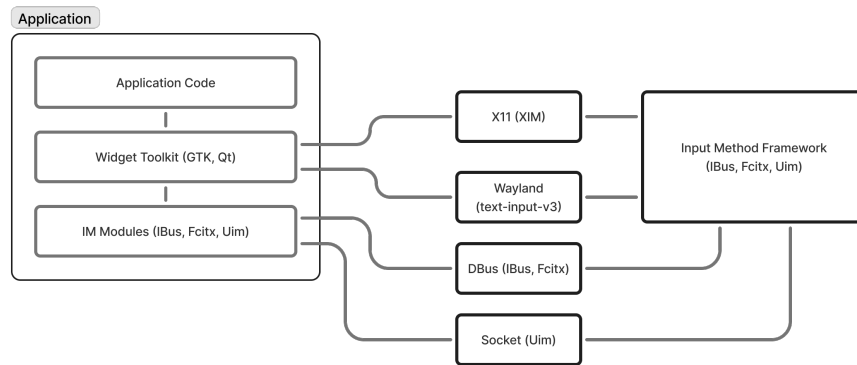 Application
Application Code
Widget Toolkit (GTK, Qt)
IM Modules (IBus, Fcitx, Uim)
X11 (XIM)
Wayland
(text-input-v3)
DBus (IBus, Fcitx)
Socket (Uim)
Input Method Framework
(IBus, Fcitx, Uim)